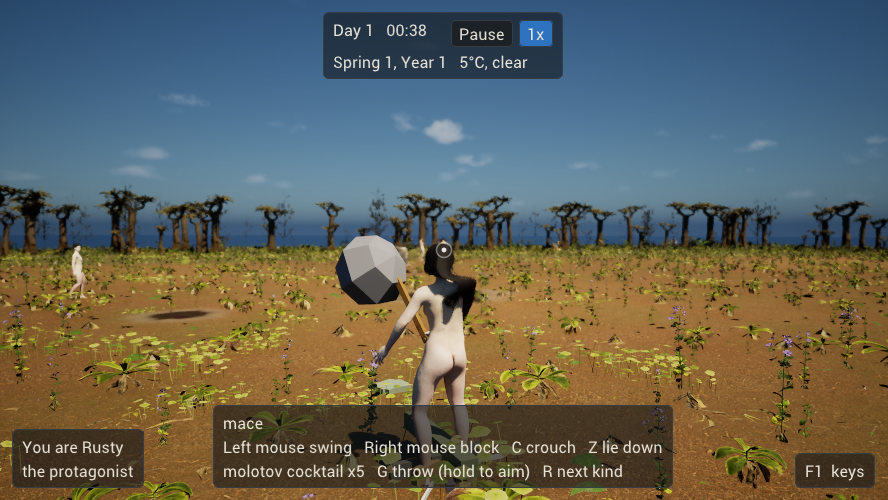 Day 1 00:38 Pause 1x
Spring 1, Year 1 5°C, clear
mace
Left mouse swing Right mouse block C crouch Z lie down
molotov cocktail x5 G throw (hold to aim) R next kind
You are Rusty
the protagonist
F1 keys